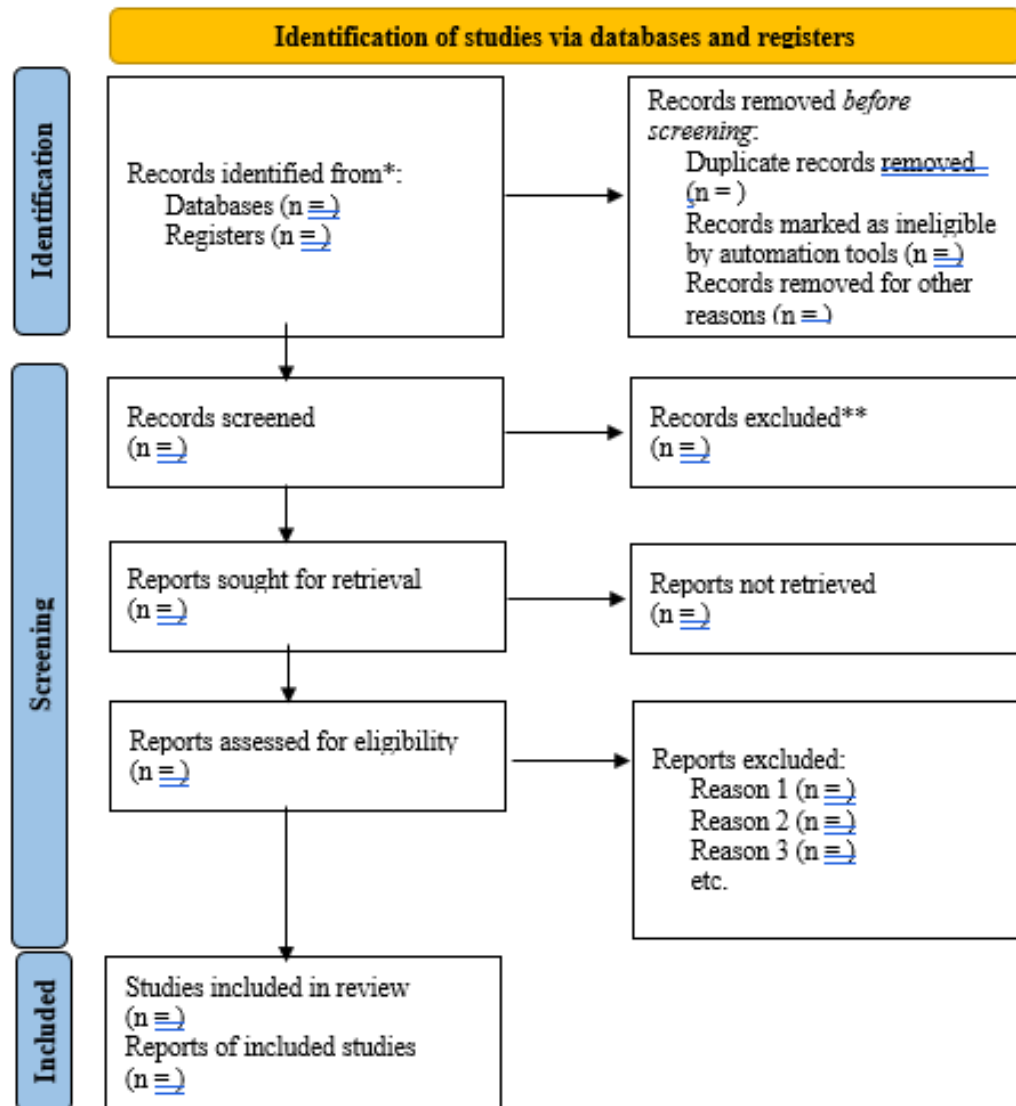 Identification of studies via databases and registers
Identification
Records identified from*:
Databases (n = )
Registers (n = )
Records removed before
screening:
Duplicate records removed
(n = )
Records marked as ineligible
by automation tools (n = )
Records removed for other
reasons (n = )
Screening
Records screened
(n = )
Records excluded**
(n = )
Reports sought for retrieval
(n = )
Reports not retrieved
(n = )
Reports assessed for eligibility
(n = )
Reports excluded:
Reason 1 (n = )
Reason 2 (n = )
Reason 3 (n = )
etc.
Included
Studies included in review
(n = )
Reports of included studies
(n = )